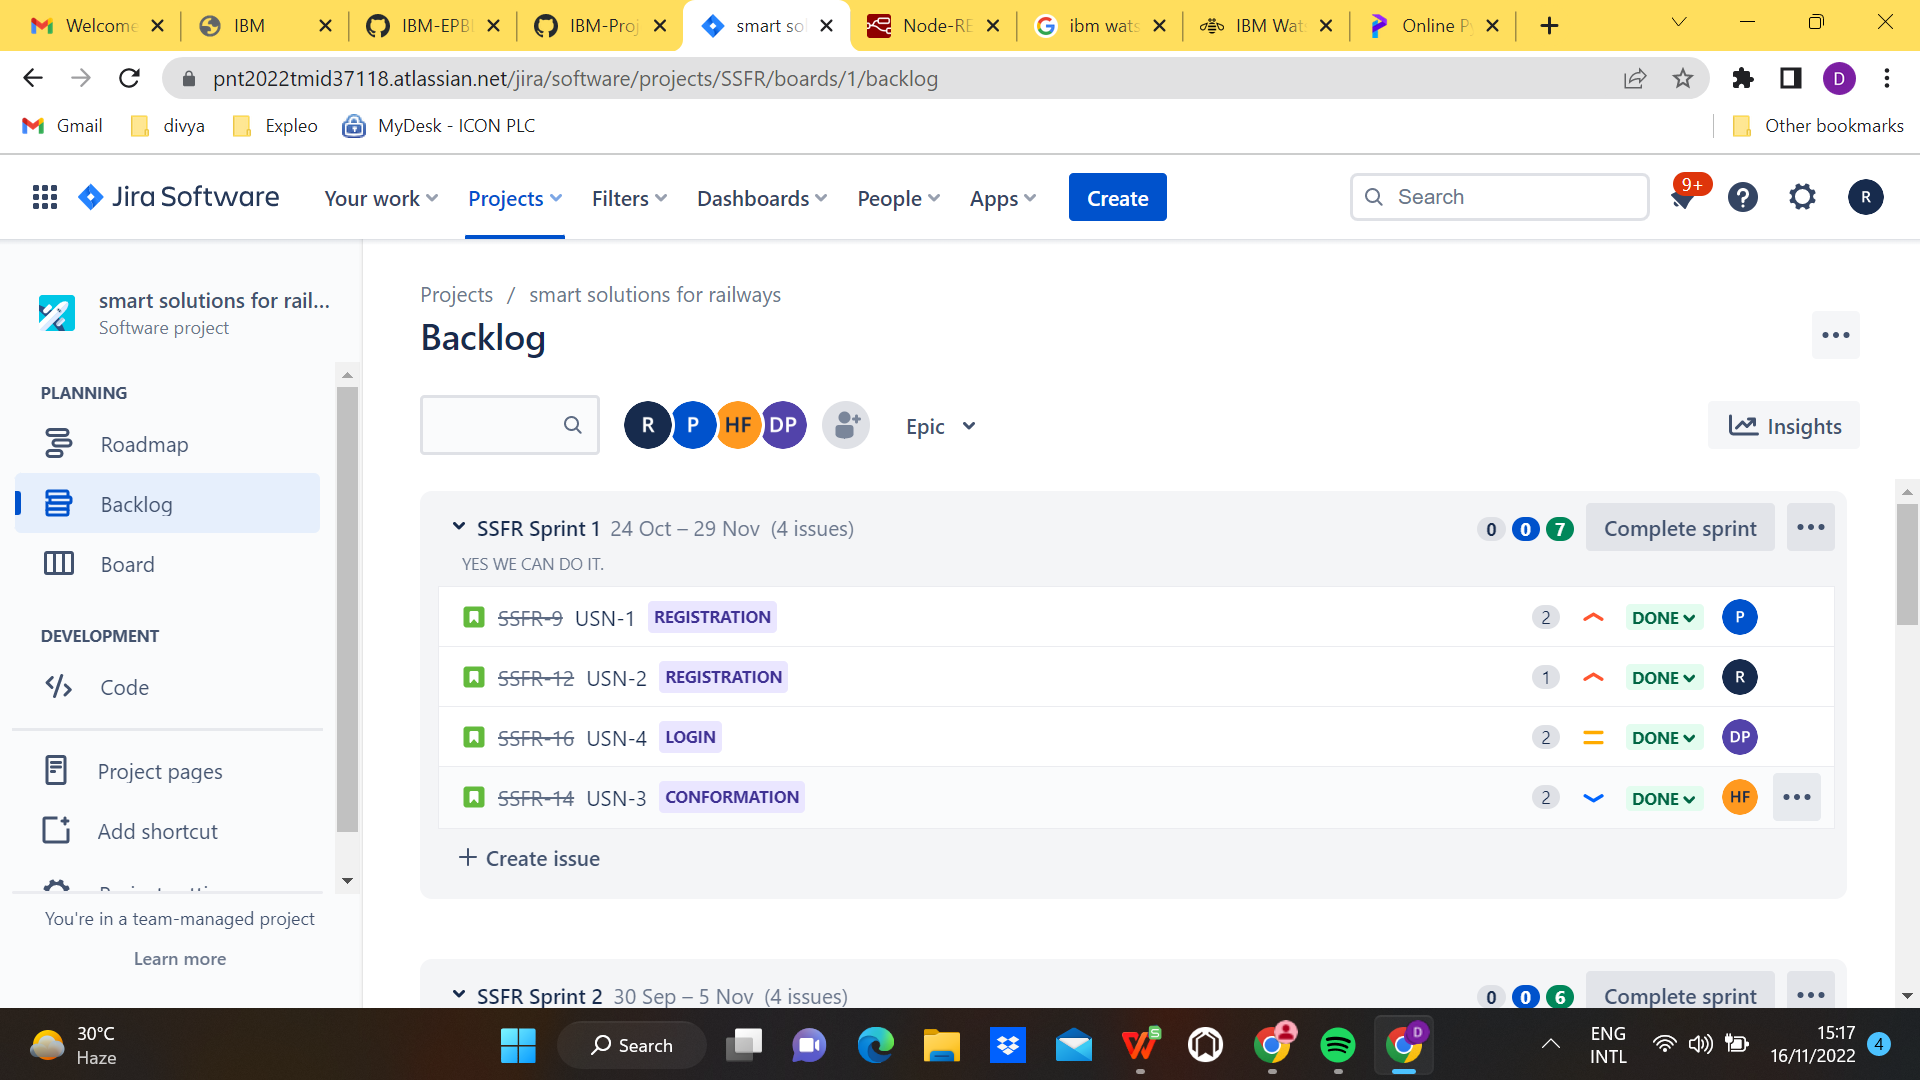 Welcome
IBM
IBM-EPBI
IBM-Proj
smart sol
Node-RE
ibm wats
IBM Wat
Online Py
pnt2022tmid37118.atlassian.net/jira/software/projects/SSFR/boards/1/backlog
D
Gmail
divya
Expleo
MyDesk - ICON PLC
Other bookmarks
Jira Software
Your work
Projects
Filters
Dashboards
People
Apps
Create
Search
9+
R
smart solutions for rail...
Software project
PLANNING
Roadmap
Backlog
Board
DEVELOPMENT
Code
Project pages
Add shortcut
You're in a team-managed project
Learn more
Projects / smart solutions for railways
Backlog
R P HF DP
Epic
Insights
SSFR Sprint 1 24 Oct – 29 Nov (4 issues)
0 0 7 Complete sprint
YES WE CAN DO IT.
SSFR-9 USN-1 REGISTRATION 2 DONE P
SSFR-12 USN-2 REGISTRATION 1 DONE R
SSFR-16 USN-4 LOGIN 2 DONE DP
SSFR-14 USN-3 CONFORMATION 2 DONE HF
+ Create issue
SSFR Sprint 2 30 Sep – 5 Nov (4 issues)
0 0 6 Complete sprint
30°C
Haze
Search
D
ENG
INTL
15:17
16/11/2022
4